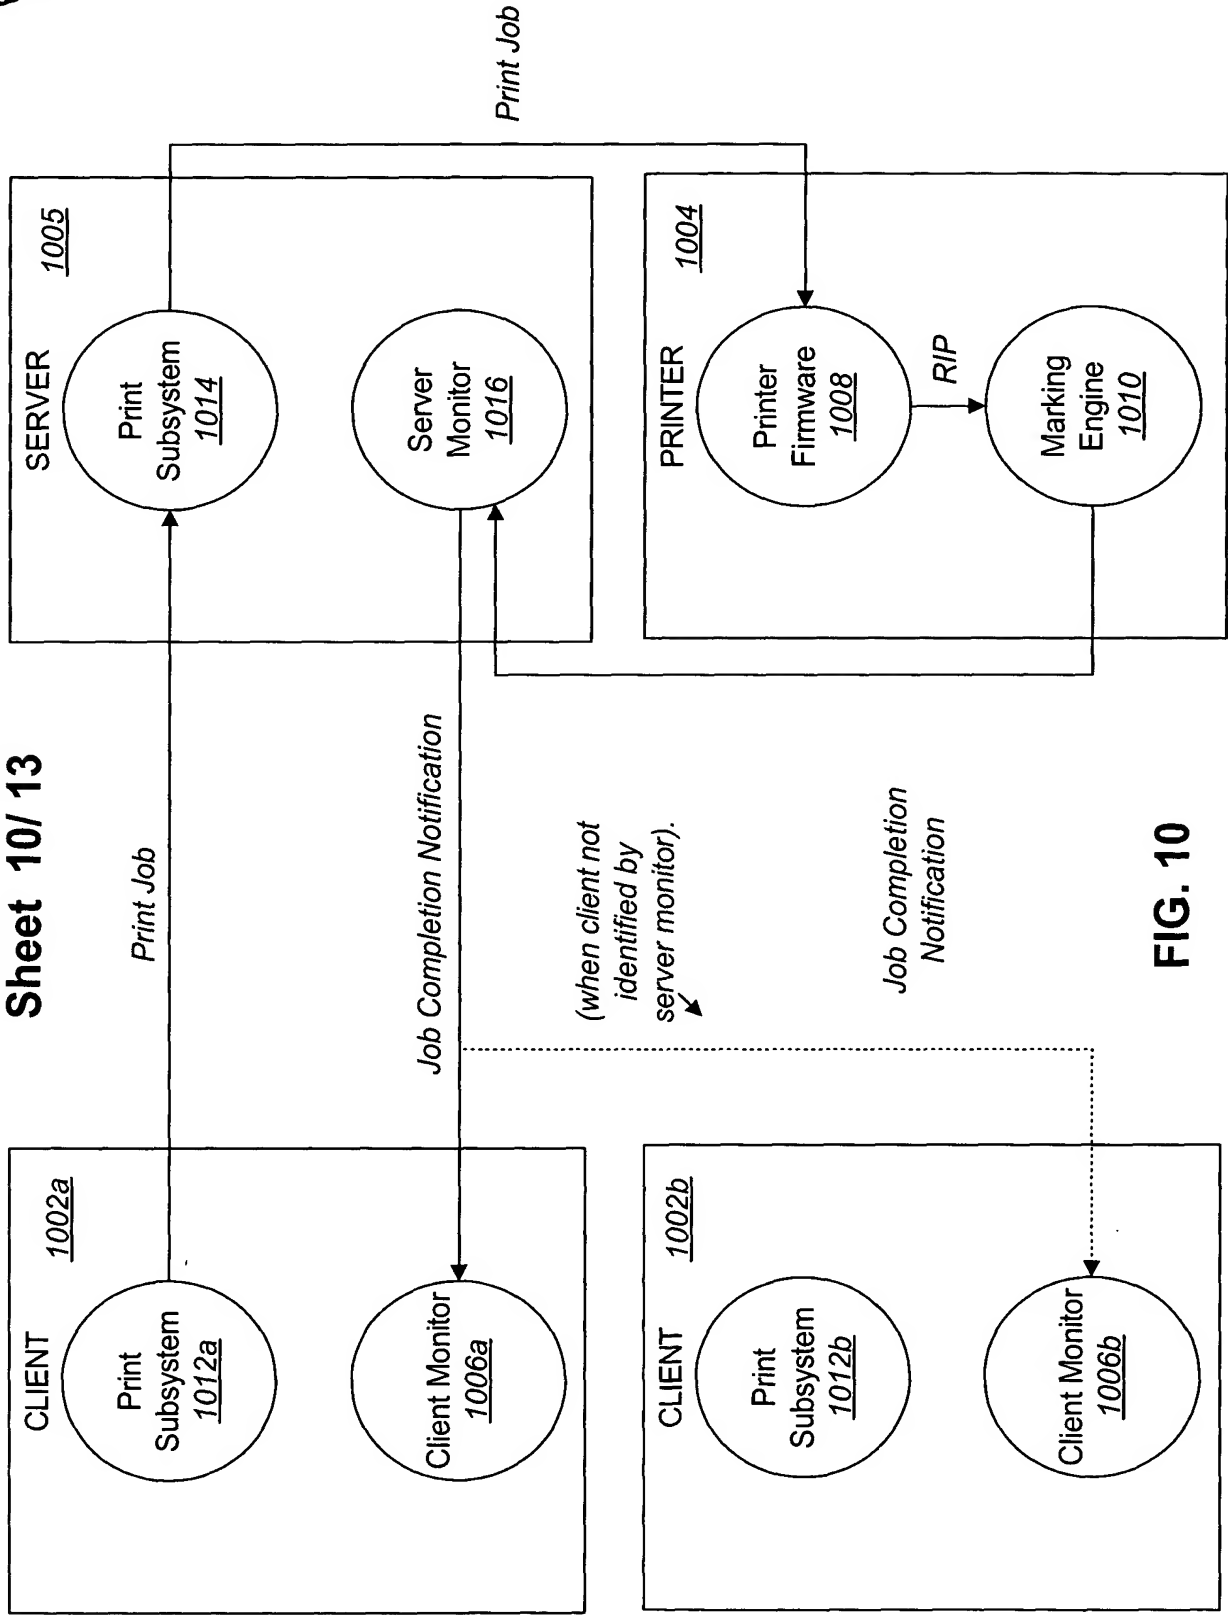 Sheet 10/ 13
CLIENT
1002a
Print
Subsystem
1012a
Client Monitor
1006a
Print Job
Job Completion Notification
SERVER
1005
Print
Subsystem
1014
Server
Monitor
1016
Print Job
CLIENT
1002b
Print
Subsystem
1012b
Client Monitor
1006b
(when client not
identified by
server monitor).
Job Completion
Notification
PRINTER
1004
Printer
Firmware
1008
RIP
Marking
Engine
1010
FIG. 10